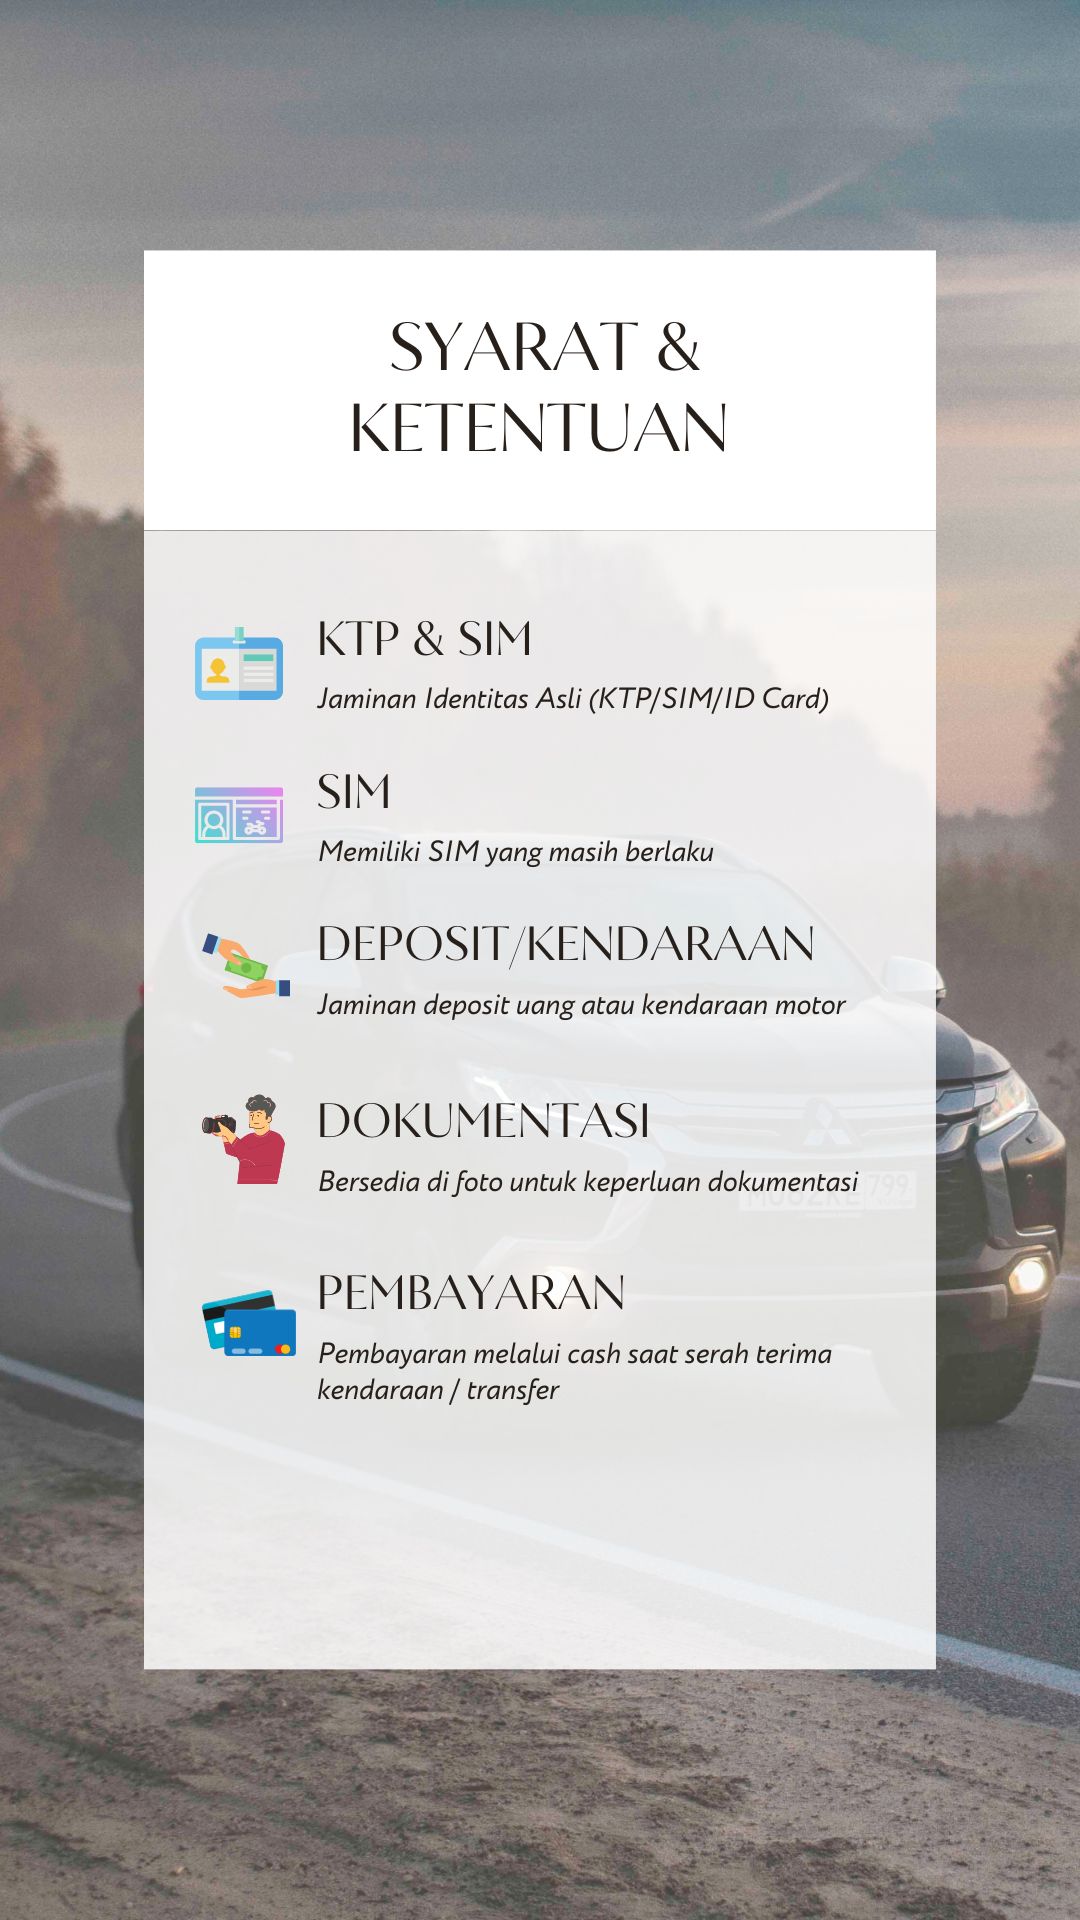 SYARAT &
KETENTUAN
KTP & SIM
Jaminan Identitas Asli (KTP/SIM/ID Card)
SIM
Memiliki SIM yang masih berlaku
DEPOSIT/KENDARAAN
Jaminan deposit uang atau kendaraan motor
DOKUMENTASI
Bersedia di foto untuk keperluan dokumentasi
PEMBAYARAN
Pembayaran melalui cash saat serah terima
kendaraan / transfer